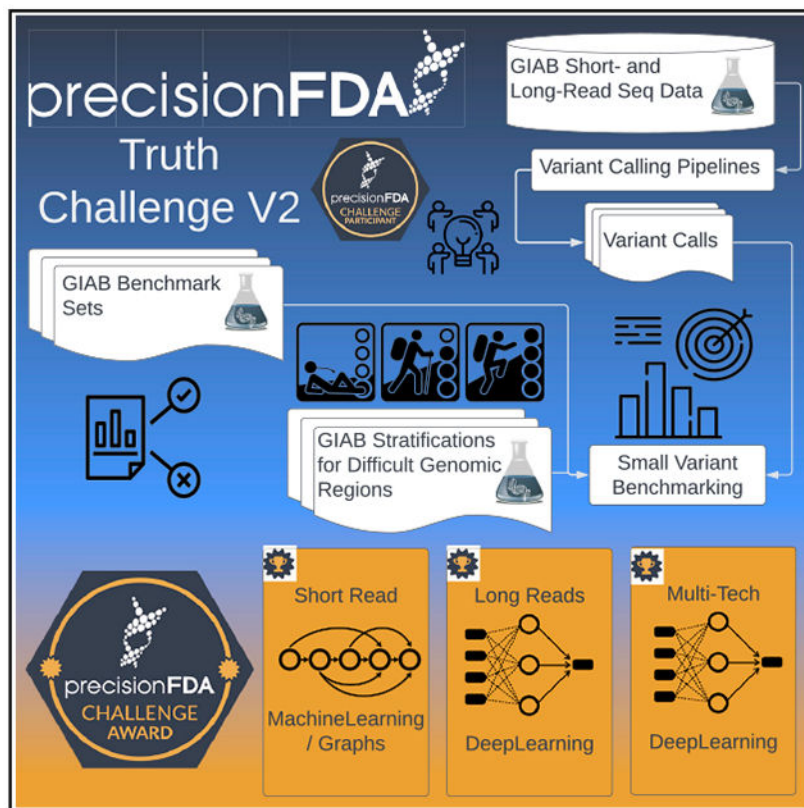 precisionFDA
Truth
Challenge V2
precisionFDA
CHALLENGE
PARTICIPANT
GIAB Short- and
Long-Read Seq Data
Variant Calling Pipelines
Variant Calls
GIAB Benchmark
Sets
GIAB Stratifications
for Difficult Genomic
Regions
Small Variant
Benchmarking
precisionFDA
CHALLENGE
AWARD
Short Read
MachineLearning
/ Graphs
Long Reads
DeepLearning
Multi-Tech
DeepLearning